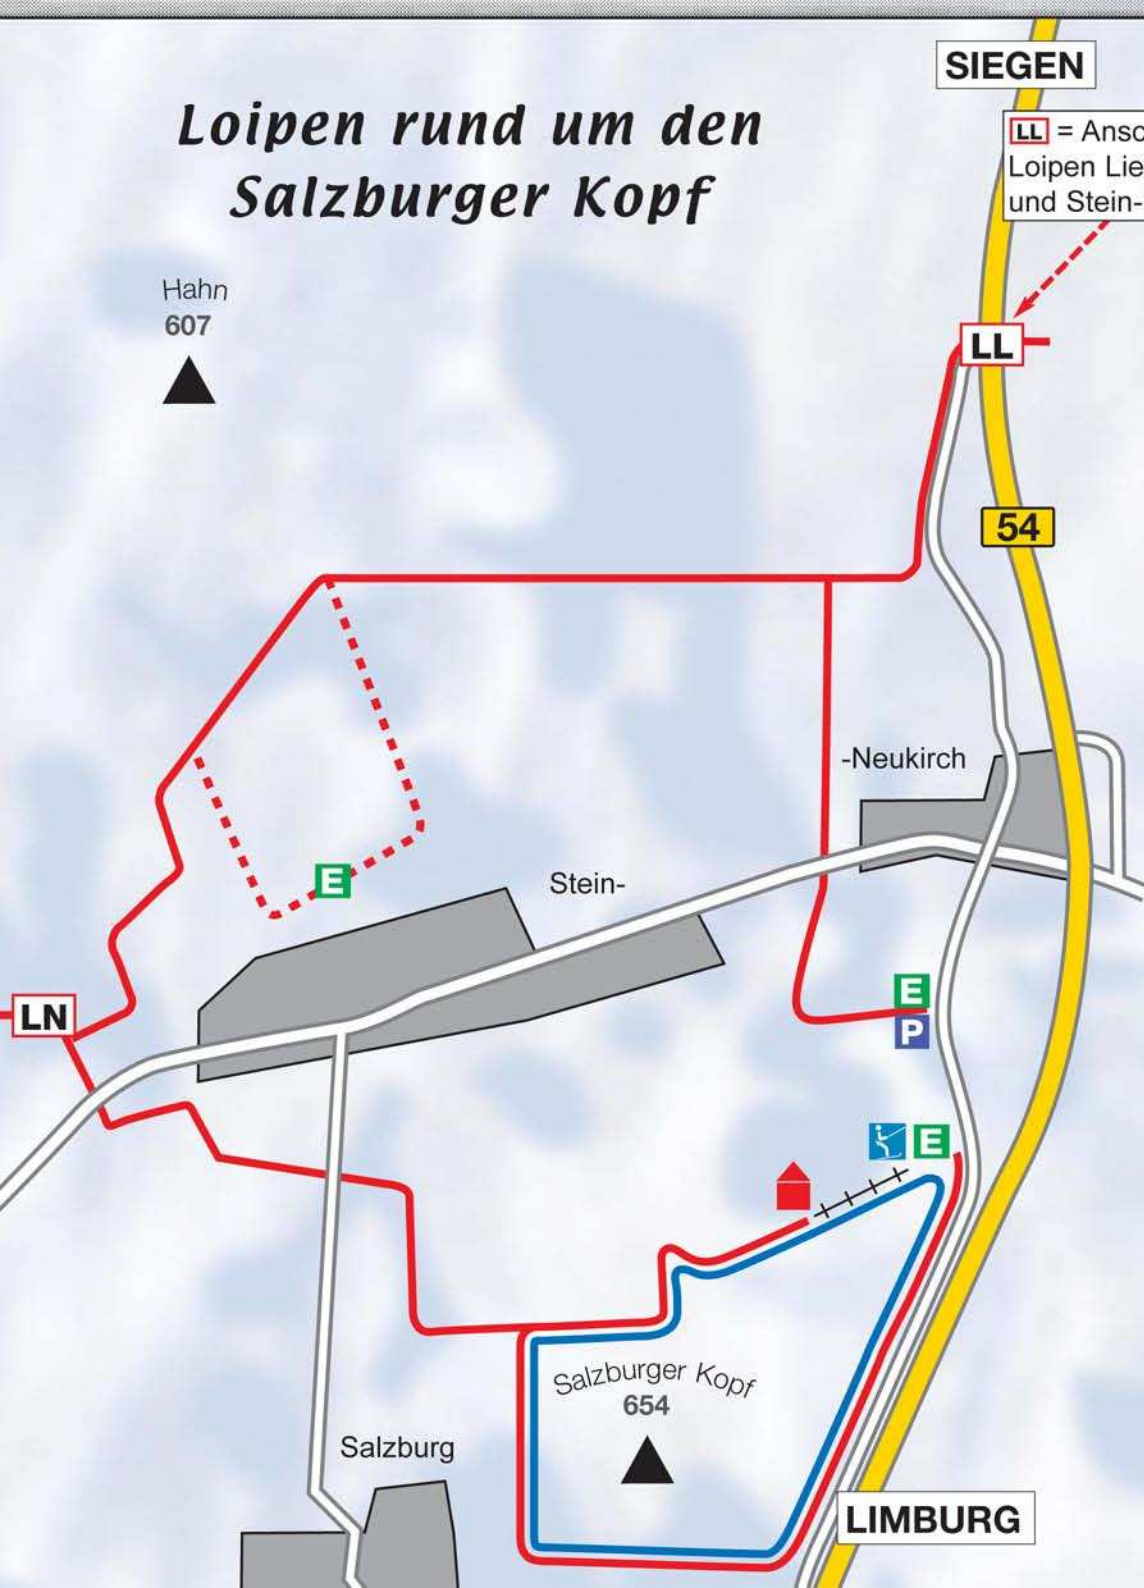 SIEGEN
Loipen rund um den
Salzburger Kopf
LL = Ansc
Loipen Lie
und Stein-
Hahn
607
LL
54
-Neukirch
Stein-
E
E
LN
P
E
Salzburger Kopf
654
Salzburg
LIMBURG